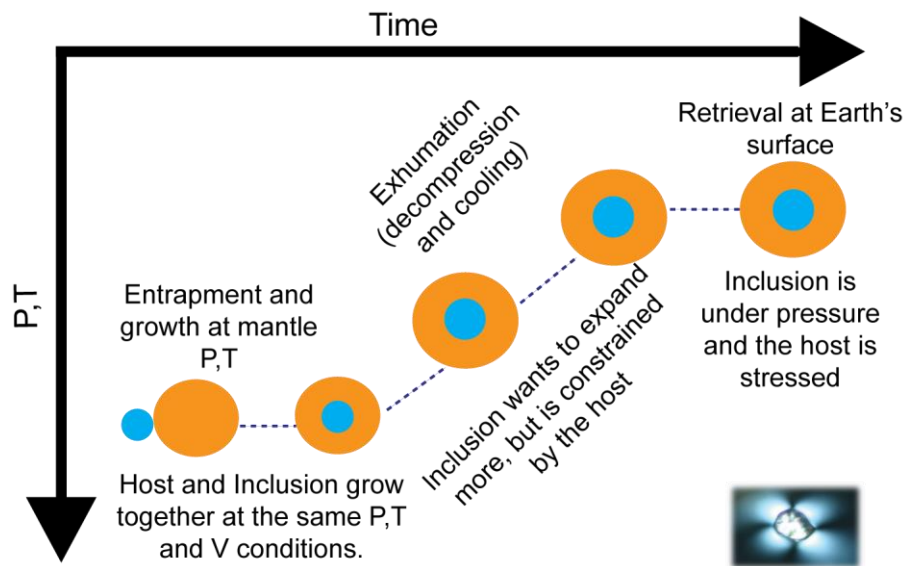 Time
P,T
Retrieval at Earth's
surface
Exhumation
(decompression
and cooling)
Entrapment and
growth at mantle
P,T
Inclusion wants to expand
more, but is constrained
by the host
Inclusion is
under pressure
and the host is
stressed
Host and Inclusion grow
together at the same P,T
and V conditions.